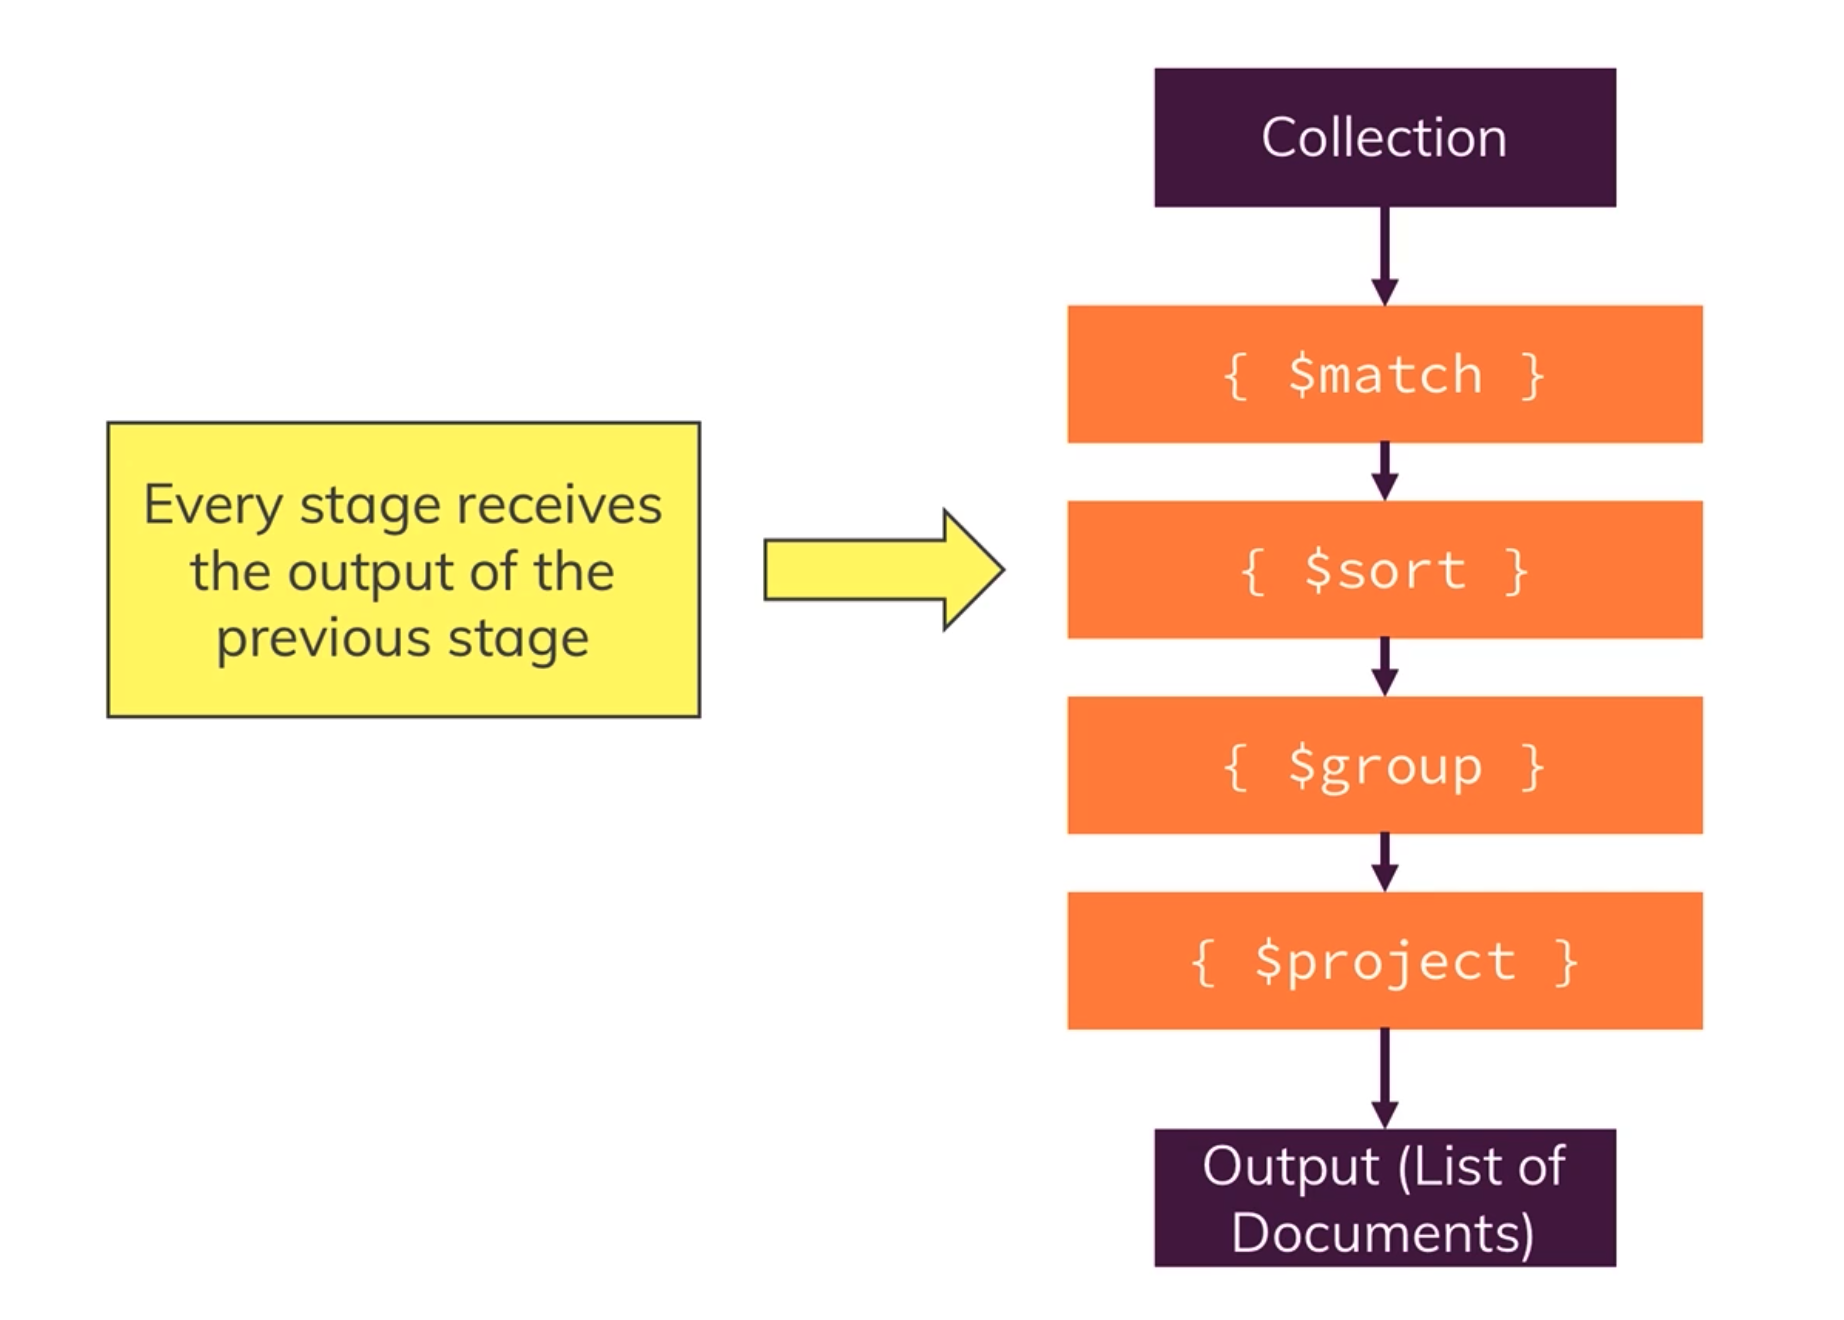 Collection
{ $match }
Every stage receives
the output of the
previous stage
{ $sort }
{ $group }
{ $project }
Output (List of
Documents)